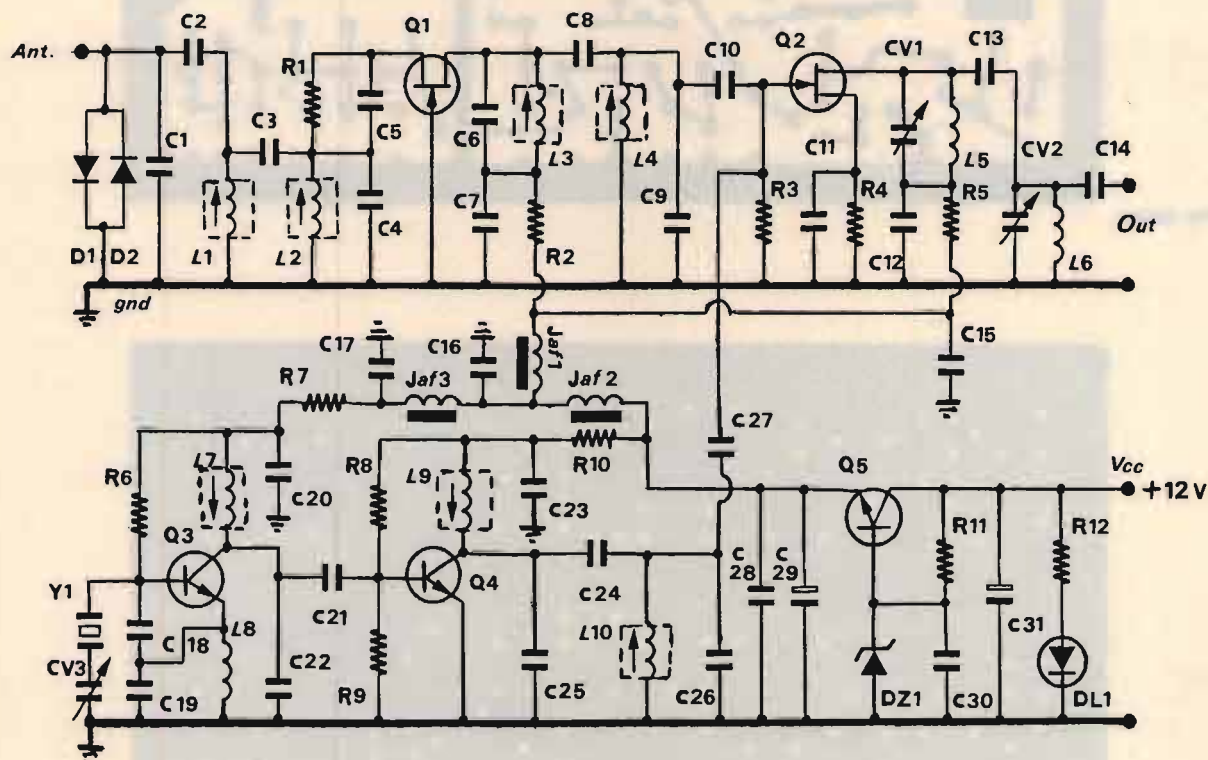 C2
Q1
C8
Ant.
R1
C10
Q2
CV1
C13
C1
C3
C5
C6
L3
L4
C11
L5
CV2
C14
C7
C9
R3
R4
R5
D1 D2
L1
L2
C4
R2
C12
L6
Out
gnd
C17
C16
Jaf1
C15
R7
Jaf3
Jaf2
C27
R6
L7
R8
L9
R10
Q5
Vcc
+12 V
C20
C23
Q3
R11
R12
Y1
C21
Q4
C24
C 28
C 29
C31
C 18
L8
L10
CV3
C19
C22
R9
C25
C26
DZ1
C30
DL1